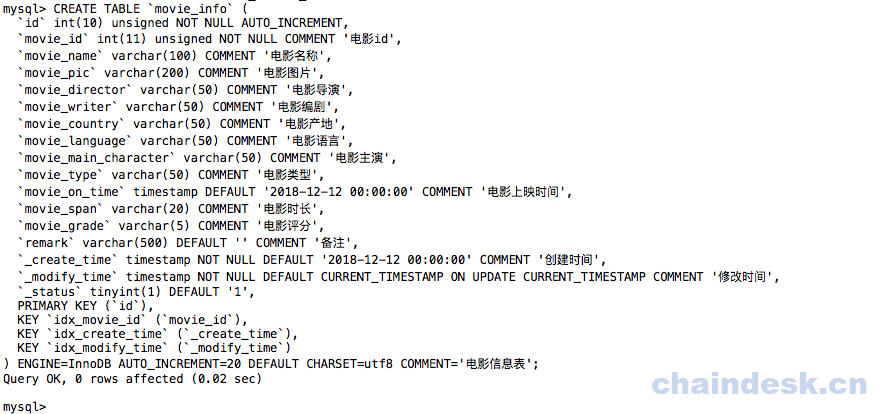 mysql> CREATE TABLE `movie_info` (
  `id` int(10) unsigned NOT NULL AUTO_INCREMENT,
  `movie_id` int(11) unsigned NOT NULL COMMENT '电影id',
  `movie_name` varchar(100) COMMENT '电影名称',
  `movie_pic` varchar(200) COMMENT '电影图片',
  `movie_director` varchar(50) COMMENT '电影导演',
  `movie_writer` varchar(50) COMMENT '电影编剧',
  `movie_country` varchar(50) COMMENT '电影产地',
  `movie_language` varchar(50) COMMENT '电影语言',
  `movie_main_character` varchar(50) COMMENT '电影主演',
  `movie_type` varchar(50) COMMENT '电影类型',
  `movie_on_time` timestamp DEFAULT '2018-12-12 00:00:00' COMMENT '电影上映时间',
  `movie_span` varchar(20) COMMENT '电影时长',
  `movie_grade` varchar(5) COMMENT '电影评分',
  `remark` varchar(500) DEFAULT '' COMMENT '备注',
  `_create_time` timestamp NOT NULL DEFAULT '2018-12-12 00:00:00' COMMENT '创建时间',
  `_modify_time` timestamp NOT NULL DEFAULT CURRENT_TIMESTAMP ON UPDATE CURRENT_TIMESTAMP COMMENT '修改时间',
  `_status` tinyint(1) DEFAULT '1',
  PRIMARY KEY (`id`),
  KEY `idx_movie_id` (`movie_id`),
  KEY `idx_create_time` (`_create_time`),
  KEY `idx_modify_time` (`_modify_time`)
) ENGINE=InnoDB AUTO_INCREMENT=20 DEFAULT CHARSET=utf8 COMMENT='电影信息表';
Query OK, 0 rows affected (0.02 sec)
chaindesk.cn
mysql>